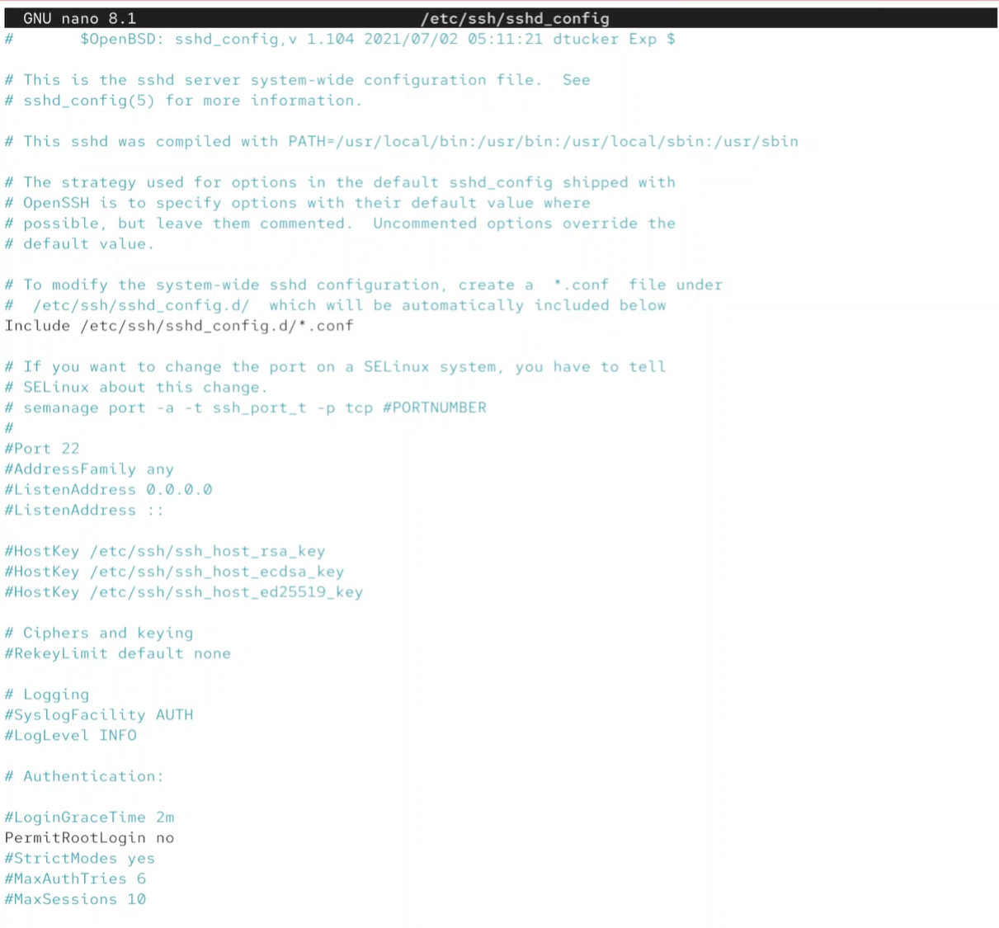 GNU nano 8.1 /etc/ssh/sshd_config
# $OpenBSD: sshd_config,v 1.104 2021/07/02 05:11:21 dtucker Exp $
# This is the sshd server system-wide configuration file. See
# sshd_config(5) for more information.
# This sshd was compiled with PATH=/usr/local/bin:/usr/bin:/usr/local/sbin:/usr/sbin
# The strategy used for options in the default sshd_config shipped with
# OpenSSH is to specify options with their default value where
# possible, but leave them commented. Uncommented options override the
# default value.
# To modify the system-wide sshd configuration, create a *.conf file under
# /etc/ssh/sshd_config.d/ which will be automatically included below
Include /etc/ssh/sshd_config.d/*.conf
# If you want to change the port on a SELinux system, you have to tell
# SELinux about this change.
# semanage port -a -t ssh_port_t -p tcp #PORTNUMBER
#
#Port 22
#AddressFamily any
#ListenAddress 0.0.0.0
#ListenAddress ::
#HostKey /etc/ssh/ssh_host_rsa_key
#HostKey /etc/ssh/ssh_host_ecdsa_key
#HostKey /etc/ssh/ssh_host_ed25519_key
# Ciphers and keying
#RekeyLimit default none
# Logging
#SyslogFacility AUTH
#LogLevel INFO
# Authentication:
#LoginGraceTime 2m
PermitRootLogin no
#StrictModes yes
#MaxAuthTries 6
#MaxSessions 10